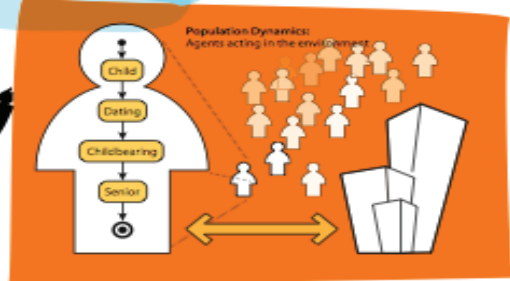 Population Dynamics:
Agents acting in the environment
Child
Dating
Childbearing
Senior